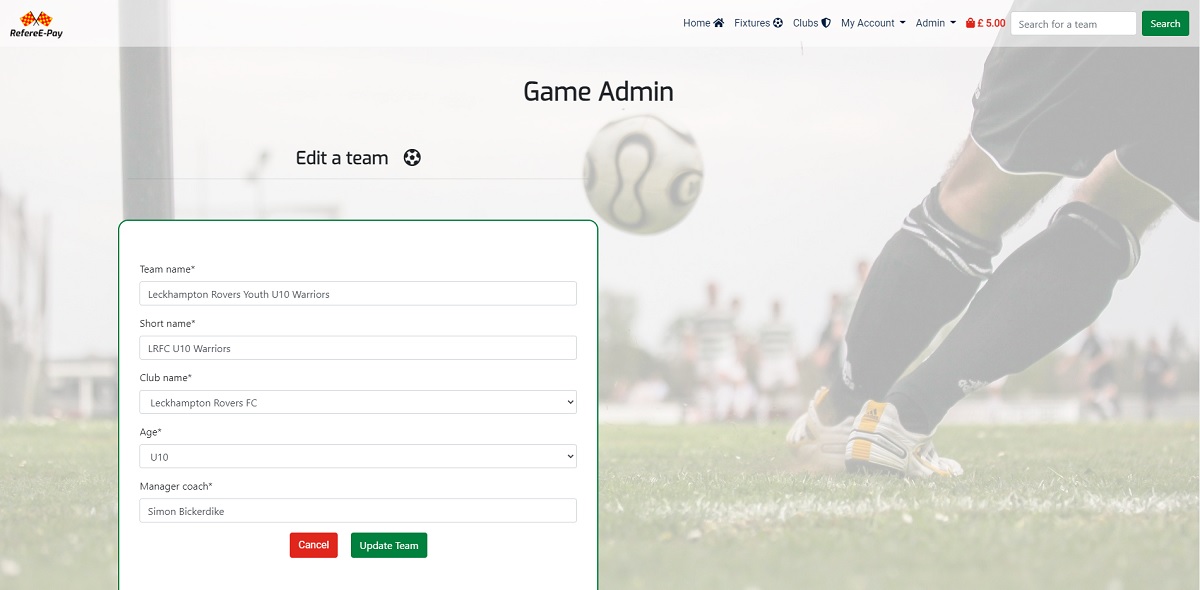 RefereE-Pay
Home Fixtures Clubs My Account Admin £ 5.00 Search for a team Search
Game Admin
Edit a team
Team name*
Leckhampton Rovers Youth U10 Warriors
Short name*
LRFC U10 Warriors
Club name*
Leckhampton Rovers FC
Age*
U10
Manager coach*
Simon Bickerdike
Cancel Update Team